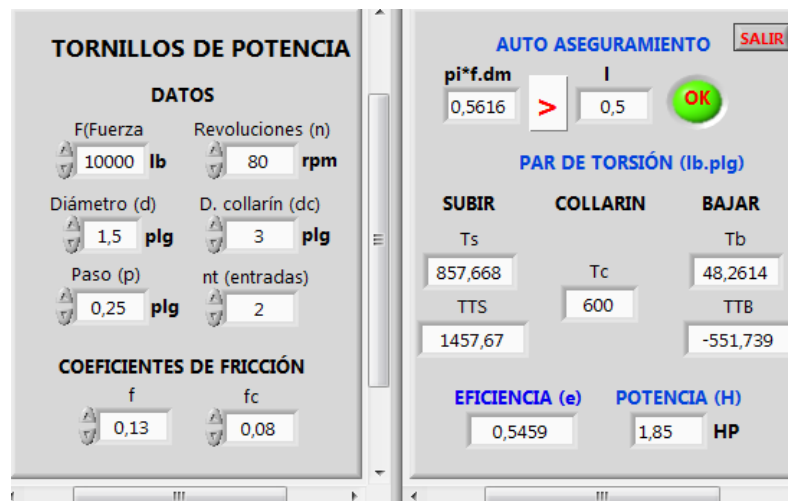 TORNILLOS DE POTENCIA
DATOS
F(Fuerza Revoluciones (n)
10000 lb 80 rpm
Diámetro (d) D. collarín (dc)
1,5 plg 3 plg
Paso (p) nt (entradas)
0,25 plg 2
COEFICIENTES DE FRICCIÓN
f fc
0,13 0,08
AUTO ASEGURAMIENTO SALIR
pi*f.dm l
0,5616 > 0,5 OK
PAR DE TORSIÓN (lb.plg)
SUBIR COLLARIN BAJAR
Ts Tc Tb
857,668 600 48,2614
TTS TTB
1457,67 -551,739
EFICIENCIA (e) POTENCIA (H)
0,5459 1,85 HP